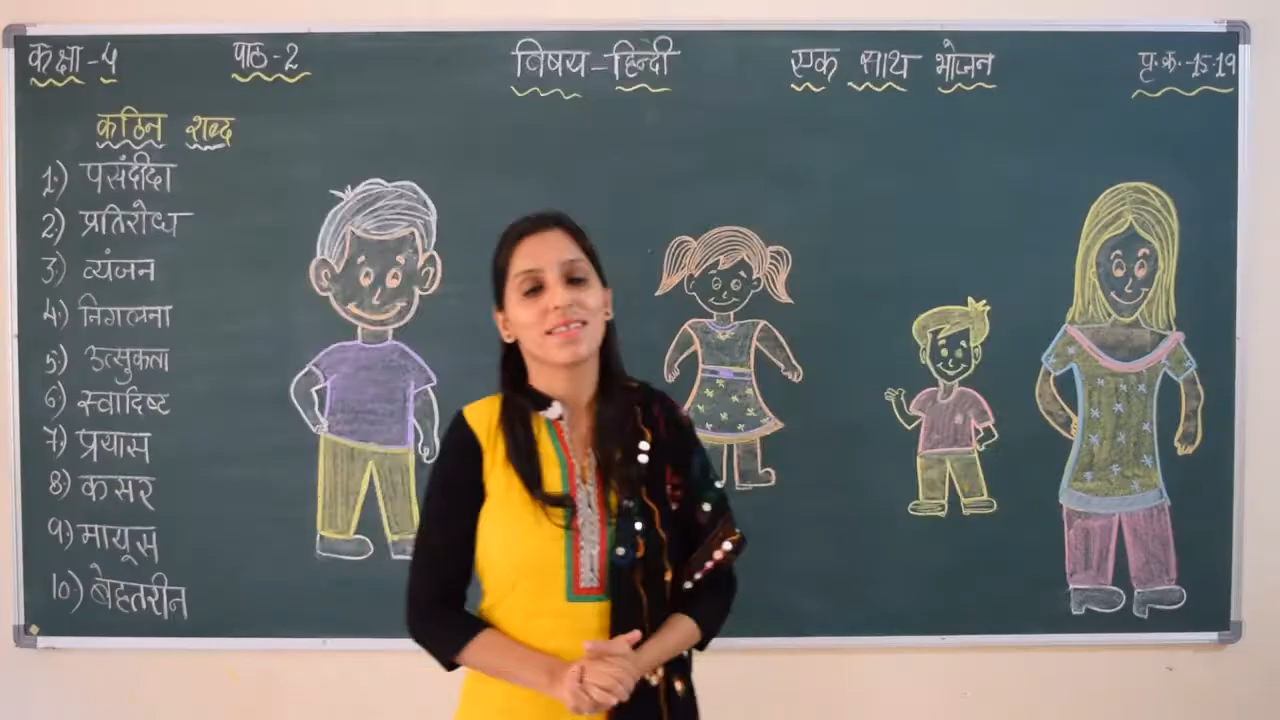 कक्षा-4 पाठ-2 विषय-हिन्दी एक साथ भोजन पृ.क्र.-15-19
कठिन शब्द
1.) पसंदीदा
2.) प्रतिरोध
3.) व्यंजन
4.) निगलना
5.) उत्सुकता
6.) स्वादिष्ट
7.) प्रयास
8.) कसर
9.) मायूस
10.) बेहतरीन